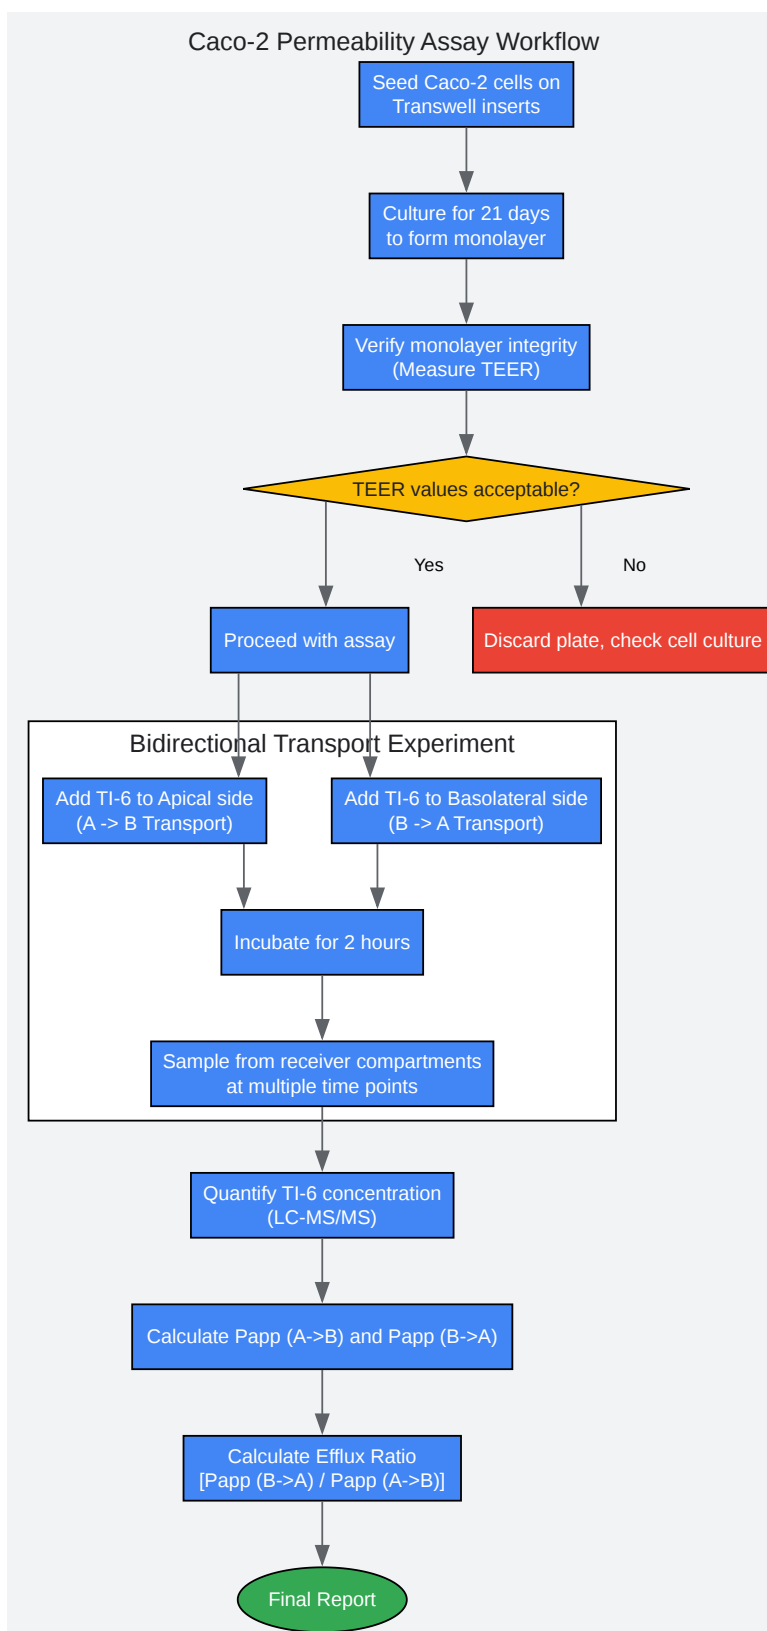 Caco-2 Permeability Assay Workflow
Seed Caco-2 cells on
Transwell inserts
Culture for 21 days
to form monolayer
Verify monolayer integrity
(Measure TEER)
TEER values acceptable?
Yes
No
Proceed with assay
Discard plate, check cell culture
Bidirectional Transport Experiment
Add TI-6 to Apical side
(A -> B Transport)
Add TI-6 to Basolateral side
(B -> A Transport)
Incubate for 2 hours
Sample from receiver compartments
at multiple time points
Quantify TI-6 concentration
(LC-MS/MS)
Calculate Papp (A->B) and Papp (B->A)
Calculate Efflux Ratio
[Papp (B->A) / Papp (A->B)]
Final Report